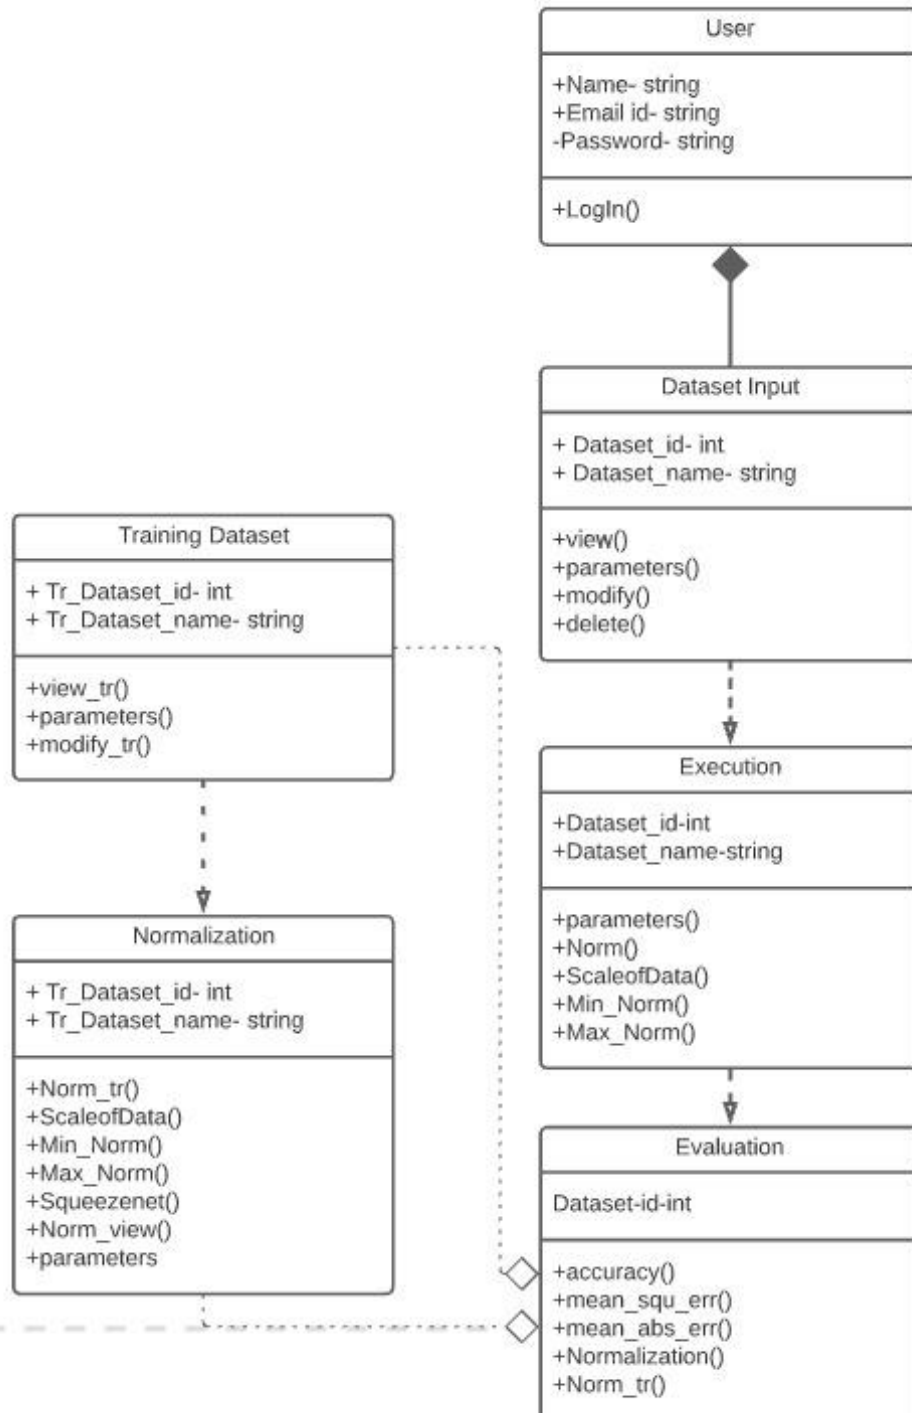 User
+Name- string
+Email id- string
-Password- string
+LogIn()
Dataset Input
+ Dataset_id- int
+ Dataset_name- string
+view()
+parameters()
+modify()
+delete()
Training Dataset
+ Tr_Dataset_id- int
+ Tr_Dataset_name- string
+view_tr()
+parameters()
+modify_tr()
Execution
+Dataset_id-int
+Dataset_name-string
+parameters()
+Norm()
+ScaleofData()
+Min_Norm()
+Max_Norm()
Normalization
+ Tr_Dataset_id- int
+ Tr_Dataset_name- string
+Norm_tr()
+ScaleofData()
+Min_Norm()
+Max_Norm()
+Squeezenet()
+Norm_view()
+parameters
Evaluation
Dataset-id-int
+accuracy()
+mean_squ_err()
+mean_abs_err()
+Normalization()
+Norm_tr()